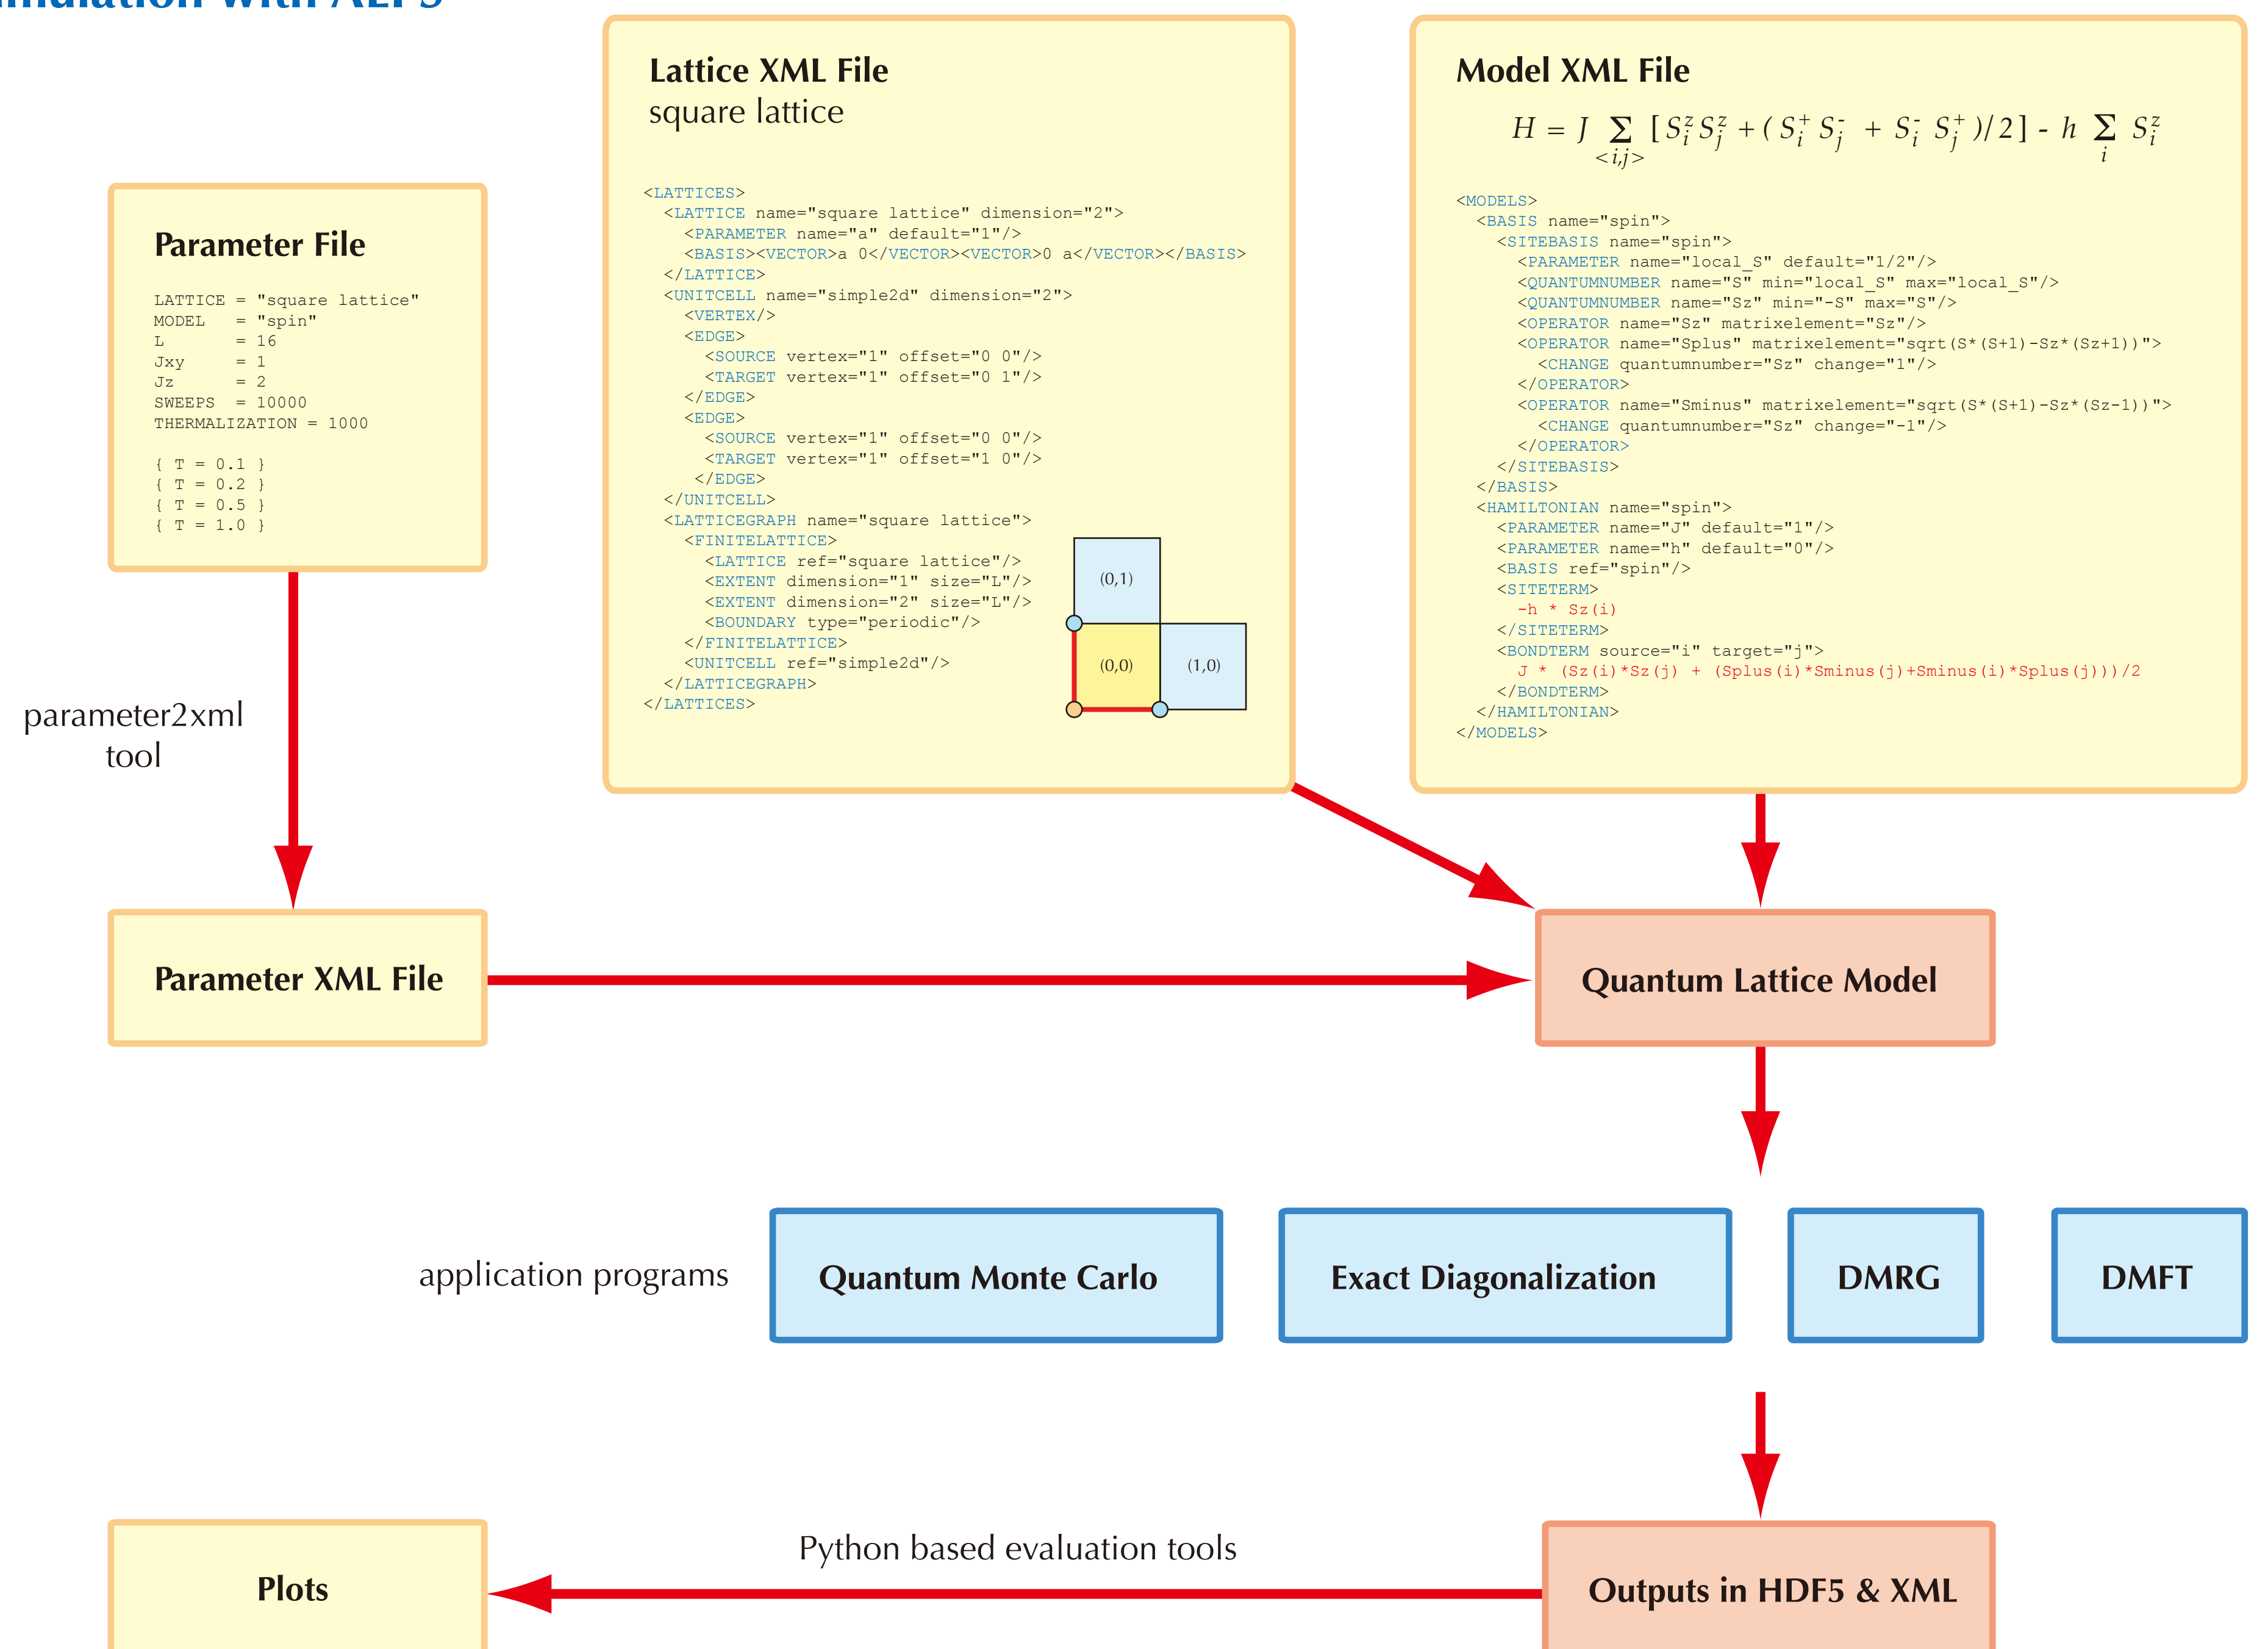 Parameter File
LATTICE = "square lattice"
MODEL   = "spin"
L       = 16
Jxy     = 1
Jz      = 2
SWEEPS  = 10000
THERMALIZATION = 1000
{ T = 0.1 }
{ T = 0.2 }
{ T = 0.5 }
{ T = 1.0 }
Lattice XML File
square lattice
<LATTICES>
  <LATTICE name="square lattice" dimension="2">
    <PARAMETER name="a" default="1"/>
    <BASIS><VECTOR>a 0</VECTOR><VECTOR>0 a</VECTOR></BASIS>
  </LATTICE>
  <UNITCELL name="simple2d" dimension="2">
    <VERTEX/>
    <EDGE>
      <SOURCE vertex="1" offset="0 0"/>
      <TARGET vertex="1" offset="0 1"/>
    </EDGE>
    <EDGE>
      <SOURCE vertex="1" offset="0 0"/>
      <TARGET vertex="1" offset="1 0"/>
     </EDGE>
  </UNITCELL>
  <LATTICEGRAPH name="square lattice">
    <FINITELATTICE>
      <LATTICE ref="square lattice"/>
      <EXTENT dimension="1" size="L"/>
      <EXTENT dimension="2" size="L"/>
      <BOUNDARY type="periodic"/>
    </FINITELATTICE>
    <UNITCELL ref="simple2d"/>
  </LATTICEGRAPH>
</LATTICES>
(0,1)
(0,0) (1,0)
Model XML File
H = J Σ<i,j> [ S_i^z S_j^z + ( S_i^+ S_j^- + S_i^- S_j^+ )/ 2 ] - h Σ_i S_i^z
<MODELS>
  <BASIS name="spin">
    <SITEBASIS name="spin">
      <PARAMETER name="local_S" default="1/2"/>
      <QUANTUMNUMBER name="S" min="local_S" max="local_S"/>
      <QUANTUMNUMBER name="Sz" min="-S" max="S"/>
      <OPERATOR name="Sz" matrixelement="Sz"/>
      <OPERATOR name="Splus" matrixelement="sqrt(S*(S+1)-Sz*(Sz+1))">
        <CHANGE quantumnumber="Sz" change="1"/>
      </OPERATOR>
      <OPERATOR name="Sminus" matrixelement="sqrt(S*(S+1)-Sz*(Sz-1))">
        <CHANGE quantumnumber="Sz" change="-1"/>
      </OPERATOR>
    </SITEBASIS>
  </BASIS>
  <HAMILTONIAN name="spin">
    <PARAMETER name="J" default="1"/>
    <PARAMETER name="h" default="0"/>
    <BASIS ref="spin"/>
    <SITETERM>
      -h * Sz(i)
    </SITETERM>
    <BONDTERM source="i" target="j">
      J * (Sz(i)*Sz(j) + (Splus(i)*Sminus(j)+Sminus(i)*Splus(j)))/2
    </BONDTERM>
  </HAMILTONIAN>
</MODELS>
parameter2xml
tool
Parameter XML File
Quantum Lattice Model
application programs
Quantum Monte Carlo
Exact Diagonalization
DMRG
DMFT
Python based evaluation tools
Plots
Outputs in HDF5 & XML